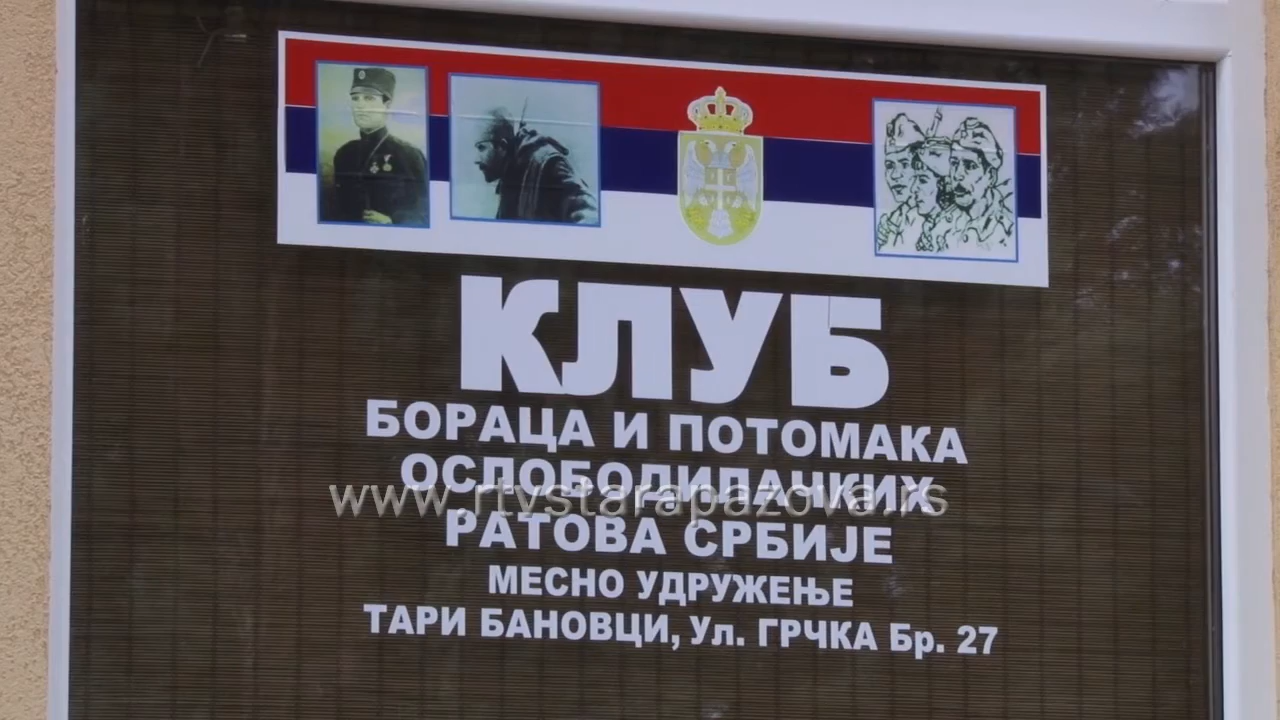 КЛУБ
БОРАЦА И ПОТОМАКА
ОСЛОБОДИЛАЧКИХ
www.rtvstarapazova.rs
РАТОВА СРБИЈЕ
МЕСНО УДРУЖЕЊЕ
ТАРИ БАНОВЦИ, Ул. ГРЧКА Бр. 27